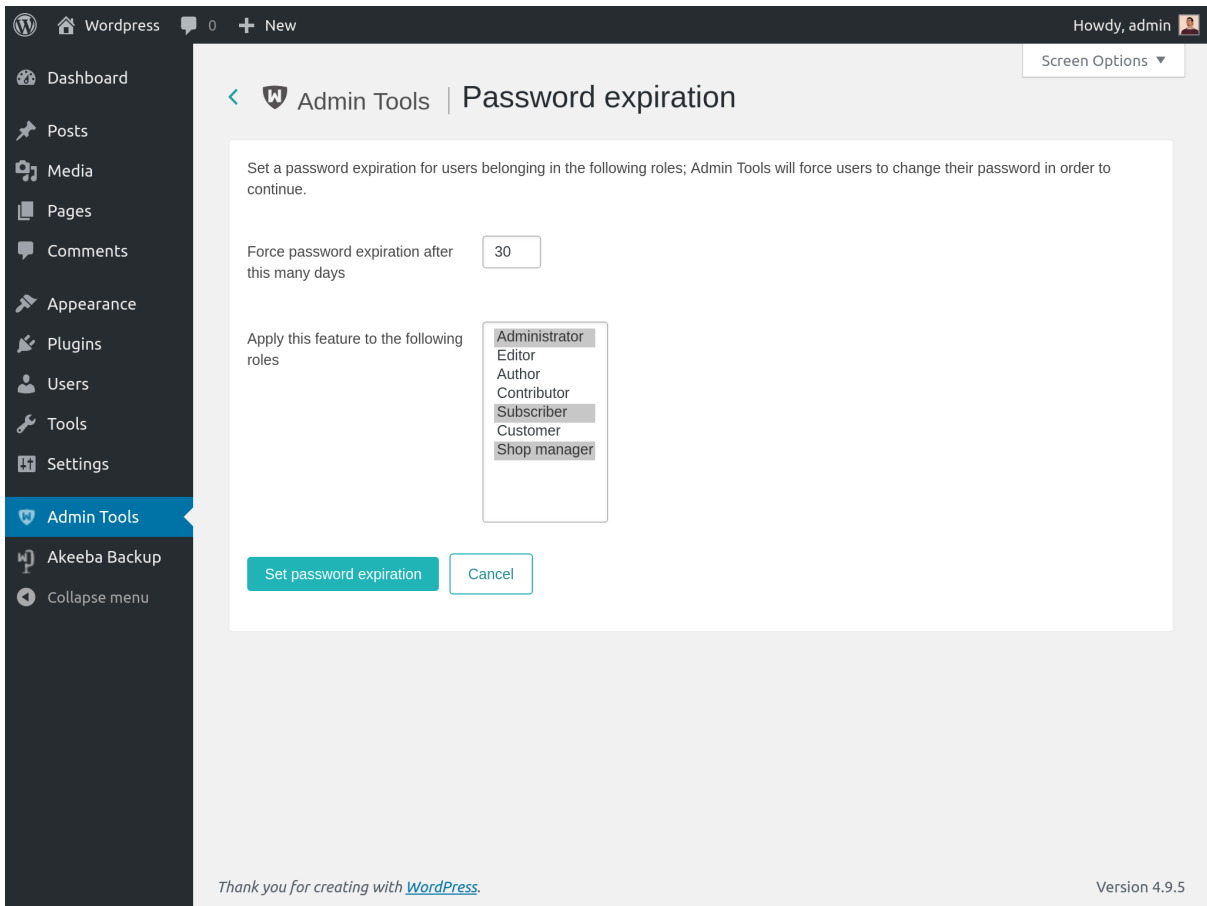 Wordpress 0 New Howdy, admin
Screen Options ▼
Dashboard
Posts
Media
Pages
Comments
Appearance
Plugins
Users
Tools
Settings
Admin Tools
Akeeba Backup
Collapse menu
Admin Tools | Password expiration
Set a password expiration for users belonging in the following roles; Admin Tools will force users to change their password in order to
continue.
Force password expiration after
this many days
30
Apply this feature to the following
roles
Administrator
Editor
Author
Contributor
Subscriber
Customer
Shop manager
Set password expiration Cancel
Thank you for creating with WordPress. Version 4.9.5